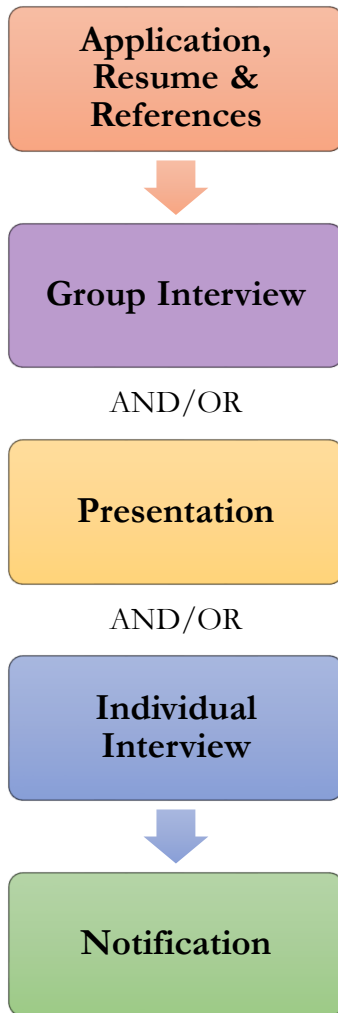 Application,
Resume &
References
Group Interview
AND/OR
Presentation
AND/OR
Individual
Interview
Notification